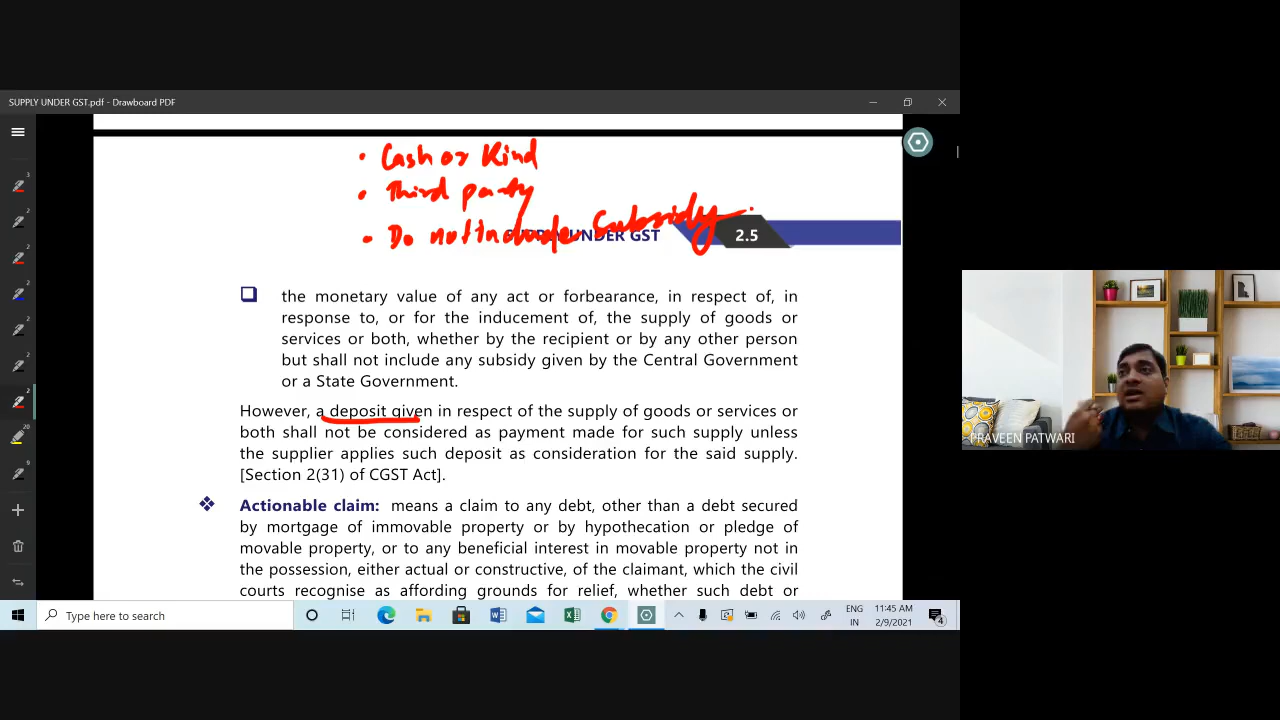 SUPPLY UNDER GST.pdf - Drawboard PDF
• Cash or Kind
• Third party
• Do not include Subsidy
SUPPLY UNDER GST 2.5
the monetary value of any act or forbearance, in respect of, in
response to, or for the inducement of, the supply of goods or
services or both, whether by the recipient or by any other person
but shall not include any subsidy given by the Central Government
or a State Government.
However, a deposit given in respect of the supply of goods or services or
both shall not be considered as payment made for such supply unless
the supplier applies such deposit as consideration for the said supply.
[Section 2(31) of CGST Act].
Actionable claim: means a claim to any debt, other than a debt secured
by mortgage of immovable property or by hypothecation or pledge of
movable property, or to any beneficial interest in movable property not in
the possession, either actual or constructive, of the claimant, which the civil
courts recognise as affording grounds for relief, whether such debt or
PRAVEEN PATWARI
Type here to search
ENG
IN
11:45 AM
2/9/2021
4